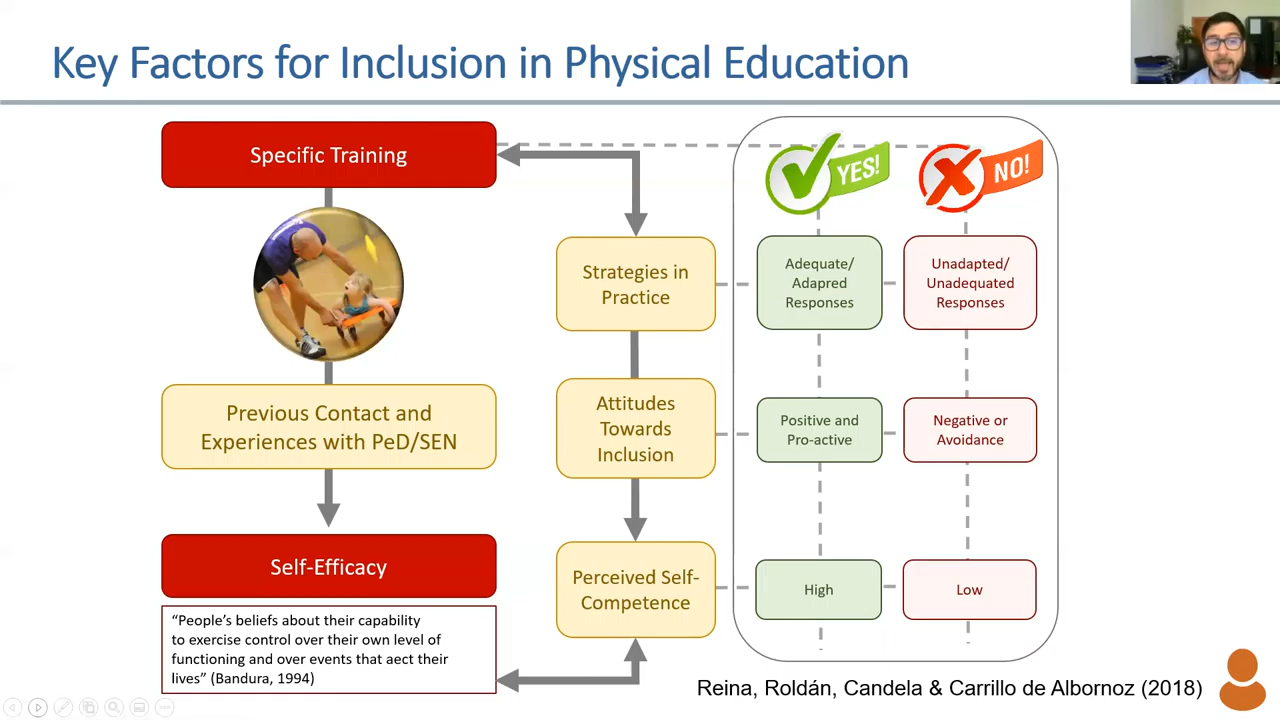 Key Factors for Inclusion in Physical Education
Specific Training
YES!
NO!
Strategies in
Practice
Adequate/
Adapred
Responses
Unadapted/
Unadequated
Responses
Previous Contact and
Experiences with PeD/SEN
Attitudes
Towards
Inclusion
Positive and
Pro-active
Negative or
Avoidance
Self-Efficacy
Perceived Self-
Competence
High
Low
“People’s beliefs about their capability
to exercise control over their own level of
functioning and over events that aect their
lives” (Bandura, 1994)
Reina, Roldán, Candela & Carrillo de Albornoz (2018)